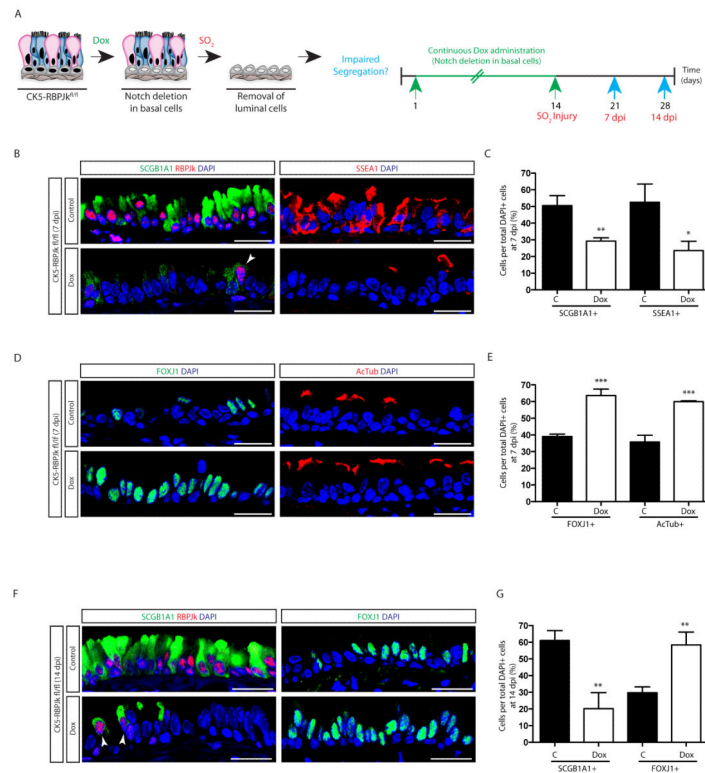 A
Dox
SO2
CK5-RBPJkfl/fl
Notch deletion
in basal cells
Removal of
luminal cells
Impaired
Segregation?
Continuous Dox administration
(Notch deletion in basal cells)
Time
(days)
1
14
21
28
SO2 Injury
7 dpi
14 dpi
B
SCGB1A1 RBPJk DAPI
SSEA1
CK5-RBPJk fl/fl (7 dpi)
Control
Dox
C
Cells per total DAPI+ cells
at 7 dpi (%)
70
60
50
40
30
20
10
0
**
*
C
Dox
C
Dox
SCGB1A1+
SSEA1+
D
FOXJ1 DAPI
AcTub DAPI
CK5-RBPJk fl/lf (7 dpi)
Control
Dox
E
Cells per total DAPI+ cells
at 7 dpi (%)
80
70
60
50
40
30
20
10
0
***
***
C
Dox
C
Dox
FOXJ1+
AcTub+
F
SCGB1A1 RBPJk DAPI
FOXJ1 DAPI
CK5-RBPJk fl/fl (14 dpi)
Control
Dox
G
Cells per total DAPI+ cells
at 14 dpi (%)
80
70
60
50
40
30
20
10
0
**
**
C
Dox
C
Dox
SCGB1A1+
FOXJ1+